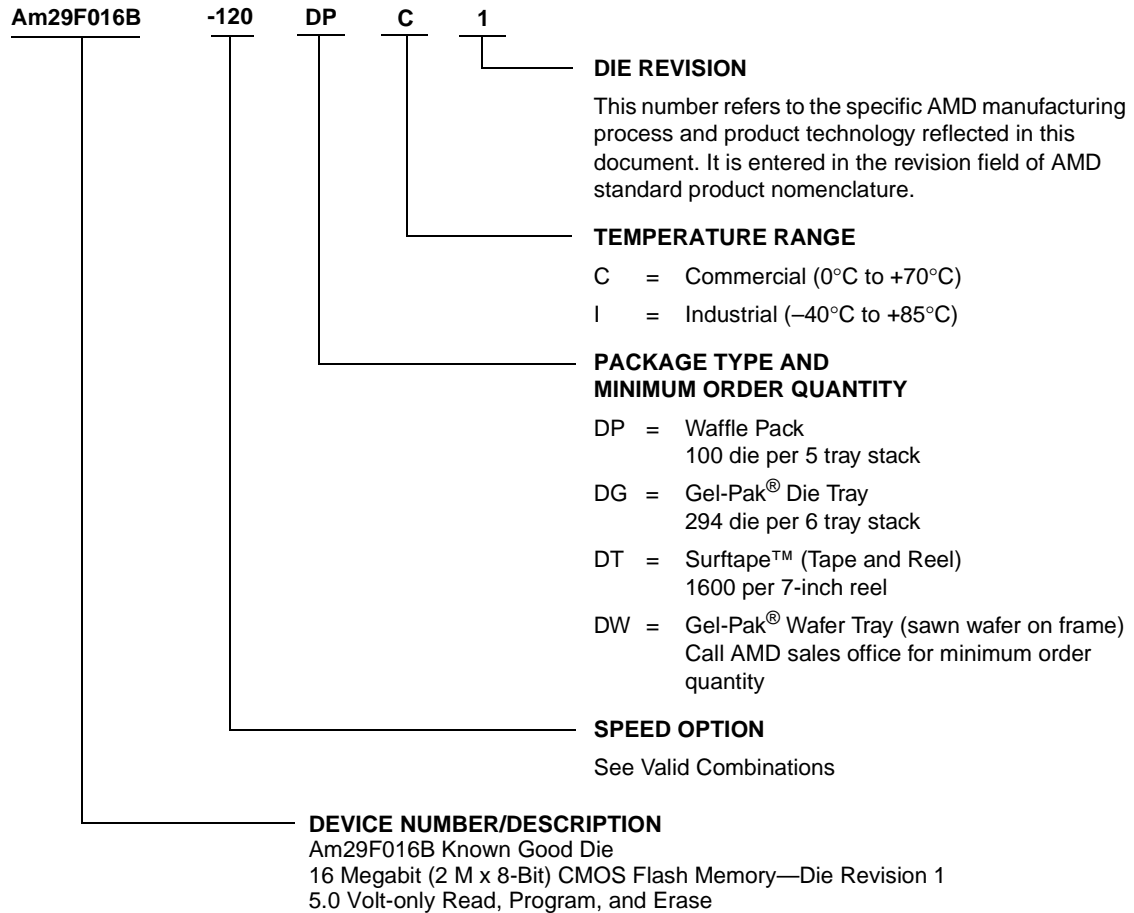 Am29F016B -120 DP C 1
DIE REVISION
This number refers to the specific AMD manufacturing
process and product technology reflected in this
document. It is entered in the revision field of AMD
standard product nomenclature.
TEMPERATURE RANGE
C = Commercial (0°C to +70°C)
I = Industrial (–40°C to +85°C)
PACKAGE TYPE AND
MINIMUM ORDER QUANTITY
DP = Waffle Pack
100 die per 5 tray stack
DG = Gel-Pak® Die Tray
294 die per 6 tray stack
DT = Surftape™ (Tape and Reel)
1600 per 7-inch reel
DW = Gel-Pak® Wafer Tray (sawn wafer on frame)
Call AMD sales office for minimum order
quantity
SPEED OPTION
See Valid Combinations
DEVICE NUMBER/DESCRIPTION
Am29F016B Known Good Die
16 Megabit (2 M x 8-Bit) CMOS Flash Memory—Die Revision 1
5.0 Volt-only Read, Program, and Erase